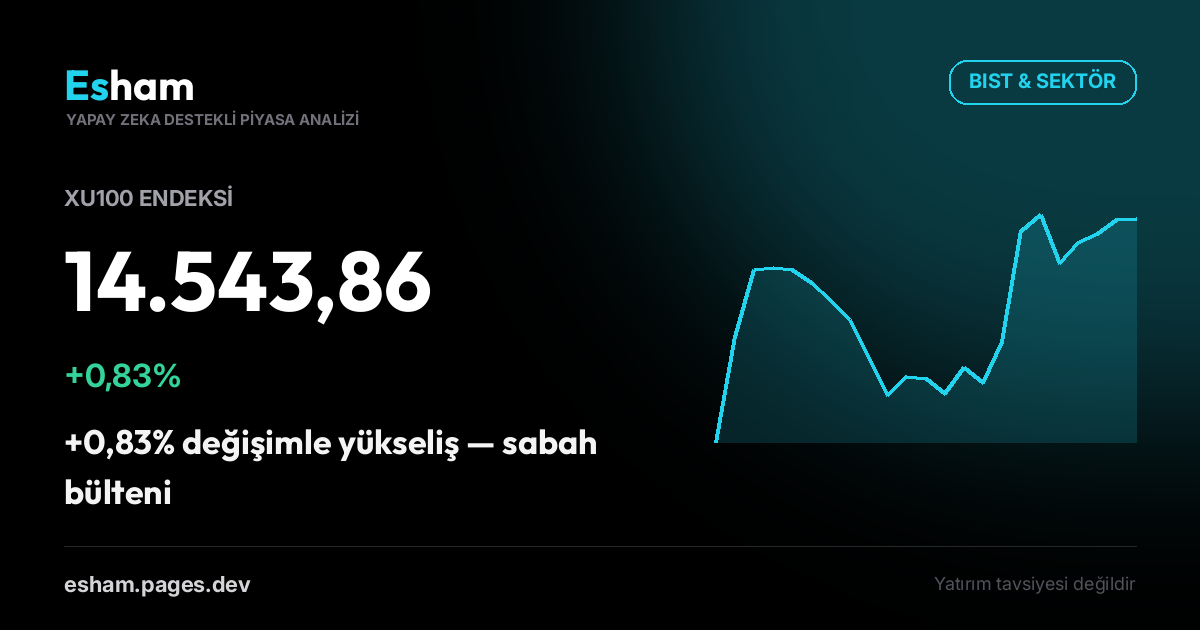 Esham
YAPAY ZEKA DESTEKLİ PİYASA ANALİZİ
BIST & SEKTÖR
XU100 ENDEKSİ
14.543,86
+0,83%
+0,83% değişimle yükseliş — sabah
bülteni
esham.pages.dev
Yatırım tavsiyesi değildir